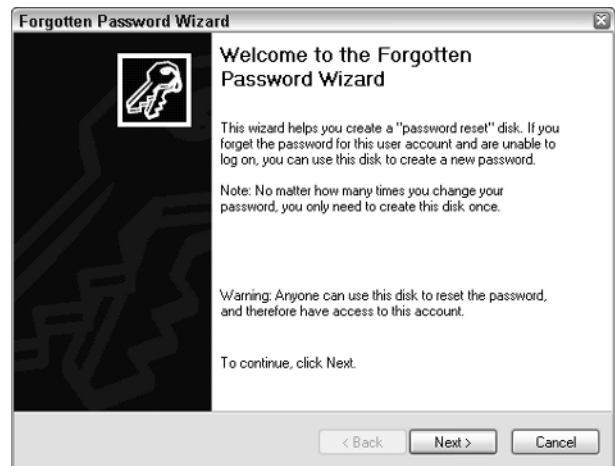 Forgotten Password Wizard
Welcome to the Forgotten
Password Wizard
This wizard helps you create a "password reset" disk. If you
forget the password for this user account and are unable to
log on, you can use this disk to create a new password.
Note: No matter how many times you change your
password, you only need to create this disk once.
Warning: Anyone can use this disk to reset the password,
and therefore have access to this account.
To continue, click Next.
< Back Next > Cancel